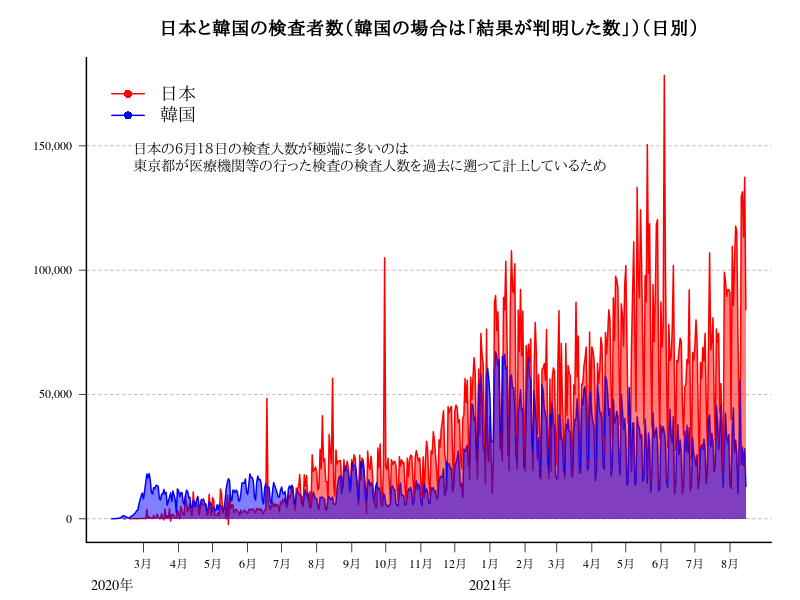 日本と韓国の検査者数(韓国の場合は「結果が判明した数」)(日別)
日本
韓国
日本の6月18日の検査人数が極端に多いのは
東京都が医療機関等の行った検査の検査人数を過去に遡って計上しているため
150,000
100,000
50,000
0
3月 4月 5月 6月 7月 8月 9月 10月 11月 12月 1月 2月 3月 4月 5月 6月 7月 8月
2020年 2021年